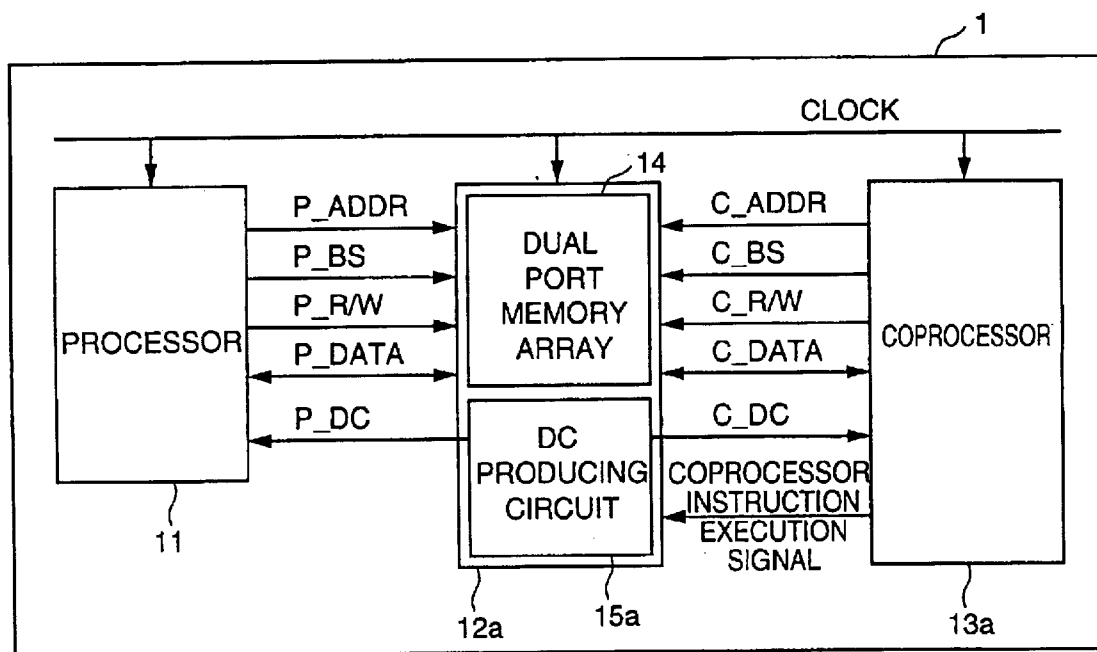 1
CLOCK
14
P_ADDR
P_BS
P_R/W
P_DATA
P_DC
PROCESSOR
11
DUAL
PORT
MEMORY
ARRAY
DC
PRODUCING
CIRCUIT
12a
15a
C_ADDR
C_BS
C_R/W
C_DATA
C_DC
COPROCESSOR
INSTRUCTION
EXECUTION
SIGNAL
COPROCESSOR
13a